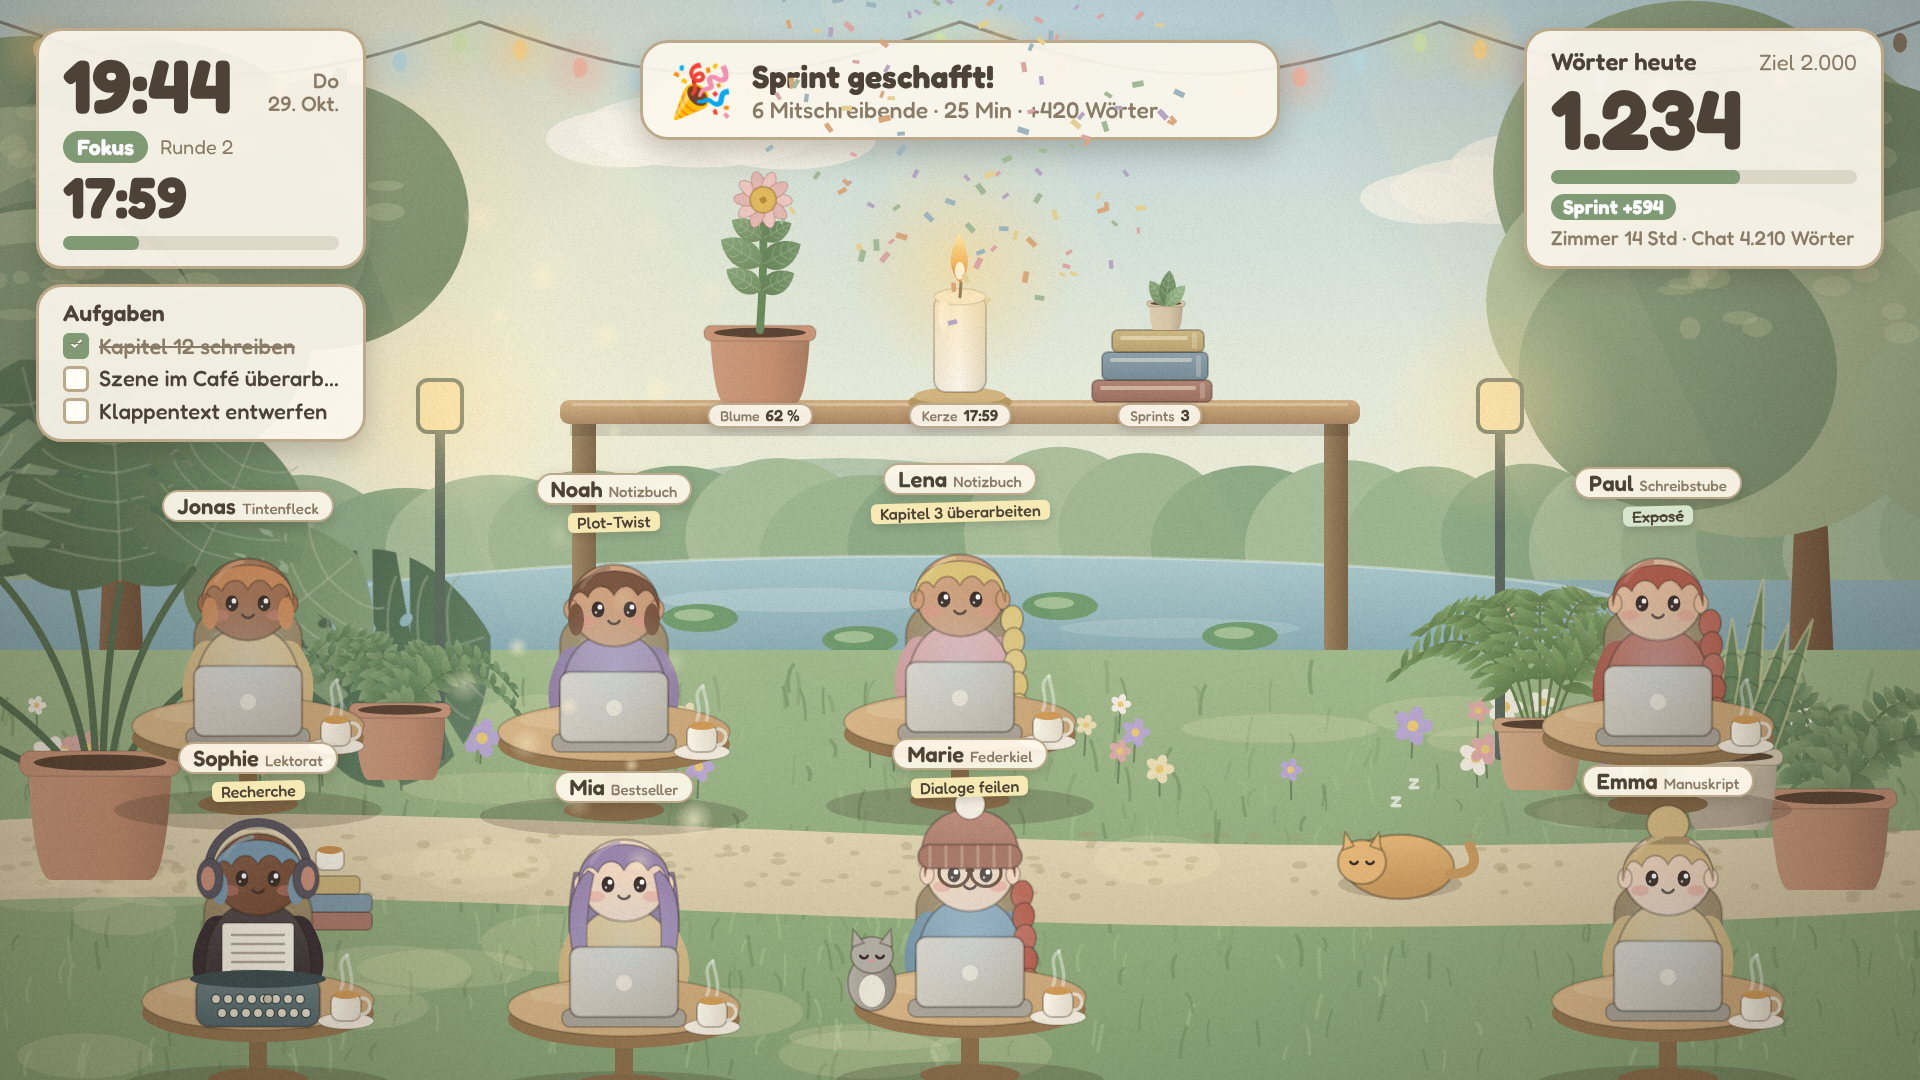 19:44
Do
29. Okt.
Fokus Runde 2
17:59
Aufgaben
Kapitel 12 schreiben
Szene im Café überarb...
Klappentext entwerfen
Sprint geschafft!
6 Mitschreibende · 25 Min · +420 Wörter
Wörter heute Ziel 2.000
1.234
Sprint +594
Zimmer 14 Std · Chat 4.210 Wörter
Blume 62 %
Kerze 17:59
Sprints 3
Jonas Tintenfleck
Noah Notizbuch
Plot-Twist
Lena Notizbuch
Kapitel 3 überarbeiten
Paul Schreibstube
Exposé
Sophie Lektorat
Recherche
Mia Bestseller
Marie Federkiel
Dialoge feilen
Emma Manuskript
z
z